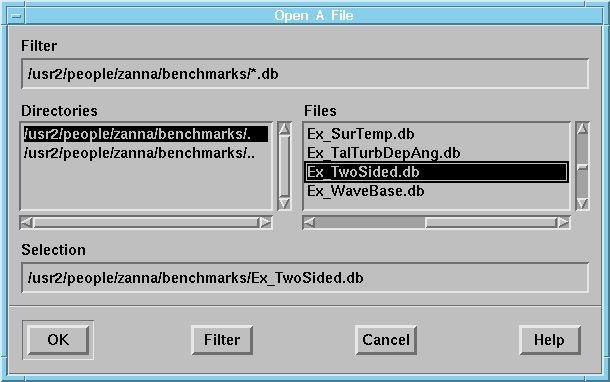 Open A File
Filter
/usr2/people/zanna/benchmarks/*.db
Directories
Files
/usr2/people/zanna/benchmarks/.
/usr2/people/zanna/benchmarks/..
Ex_SurTemp.db
Ex_TalTurbDepAng.db
Ex_TwoSided.db
Ex_WaveBase.db
Selection
/usr2/people/zanna/benchmarks/Ex_TwoSided.db
OK
Filter
Cancel
Help